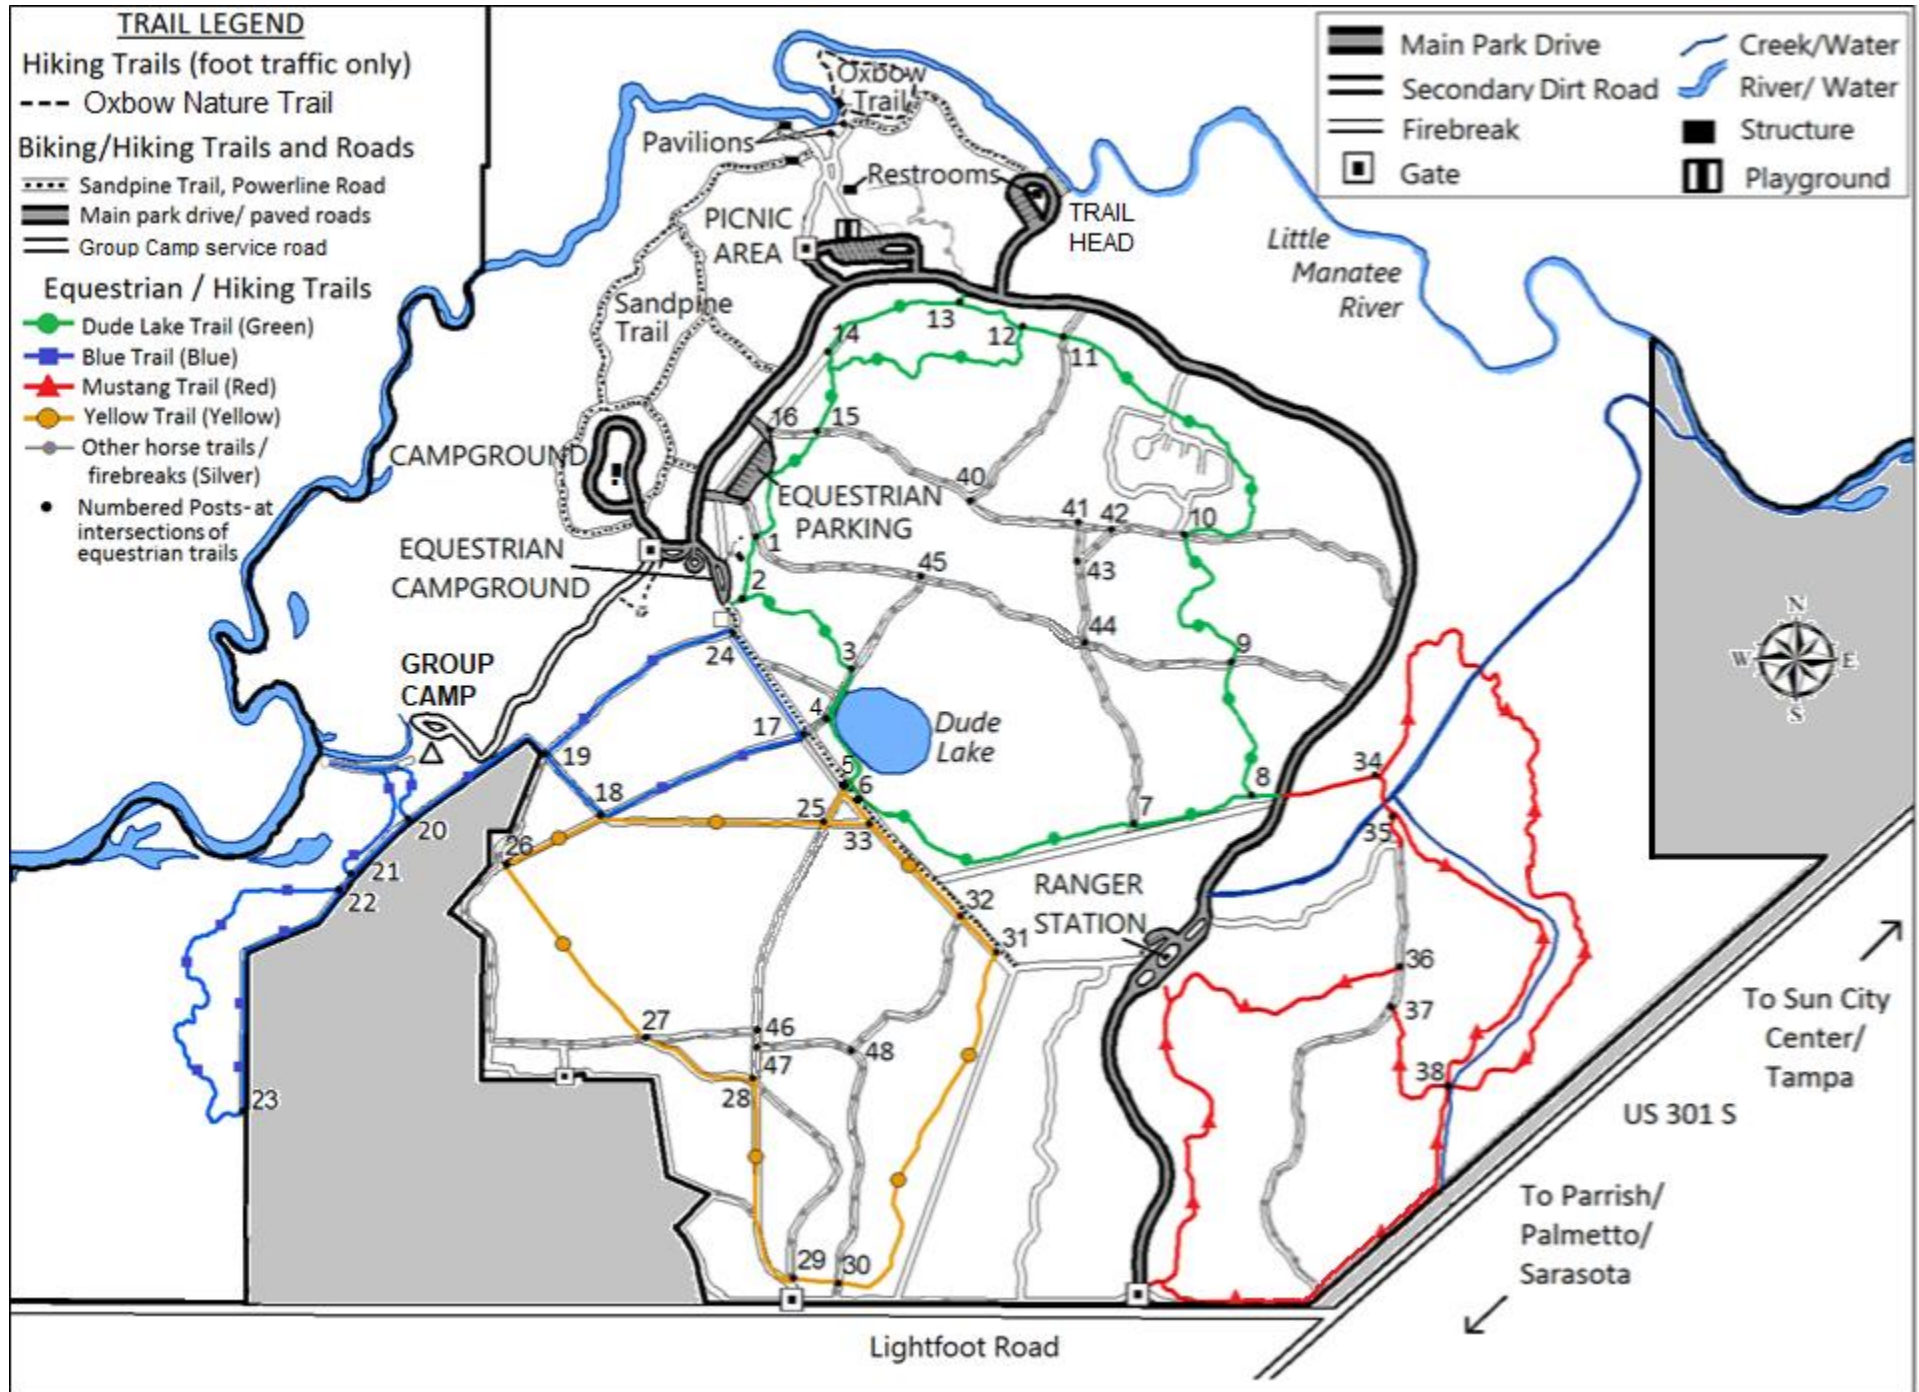 TRAIL LEGEND
Hiking Trails (foot traffic only)
Oxbow Nature Trail
Biking/Hiking Trails and Roads
Sandpine Trail, Powerline Road
Main park drive/ paved roads
Group Camp service road
Equestrian / Hiking Trails
Dude Lake Trail (Green)
Blue Trail (Blue)
Mustang Trail (Red)
Yellow Trail (Yellow)
Other horse trails /
firebreaks (Silver)
Numbered Posts- at
intersections of
equestrian trails
Main Park Drive
Secondary Dirt Road
Firebreak
Gate
Creek/Water
River/ Water
Structure
Playground
Oxbow
Trail
Pavilions
Restrooms
PICNIC
AREA
TRAIL
HEAD
Little
Manatee
River
Sandpine
Trail
13
12
14
11
16
15
CAMPGROUND
40
EQUESTRIAN
PARKING
41
42
10
1
EQUESTRIAN
CAMPGROUND
45
2
43
44
24
3
9
N
W
E
S
GROUP
CAMP
4
17
Dude
Lake
19
5
6
18
25
33
7
8
34
35
20
26
21
22
RANGER
STATION
32
31
36
37
To Sun City
Center/
Tampa
27
46
47
48
38
23
28
US 301 S
To Parrish/
Palmetto/
Sarasota
29
30
Lightfoot Road